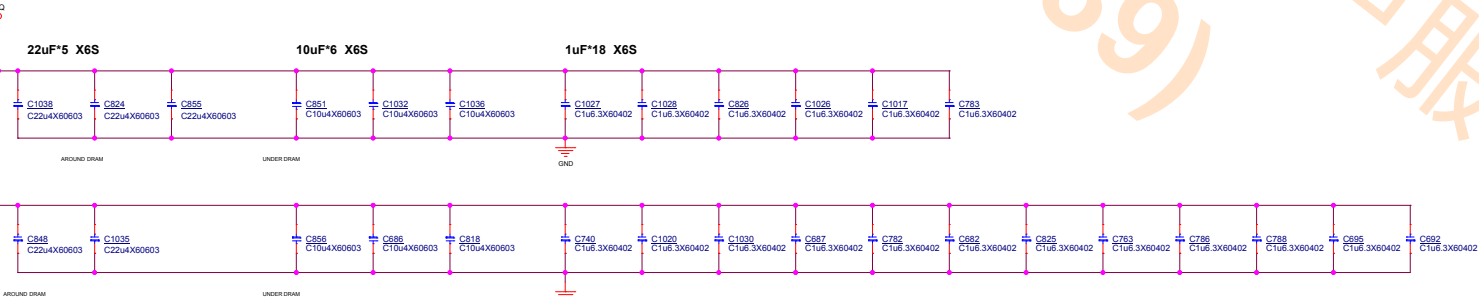 22uF*5 X6S
10uF*6 X6S
1uF*18 X6S
C1038
C22u4X60603
C824
C22u4X60603
C855
C22u4X60603
C851
C10u4X60603
C1032
C10u4X60603
C1036
C10u4X60603
C1027
C1u6.3X60402
C1028
C1u6.3X60402
C826
C1u6.3X60402
C1026
C1u6.3X60402
C1017
C1u6.3X60402
C783
C1u6.3X60402
AROUND DRAM
UNDER DRAM
GND
C848
C22u4X60603
C1035
C22u4X60603
C856
C10u4X60603
C686
C10u4X60603
C818
C10u4X60603
C740
C1u6.3X60402
C1020
C1u6.3X60402
C1030
C1u6.3X60402
C687
C1u6.3X60402
C782
C1u6.3X60402
C682
C1u6.3X60402
C825
C1u6.3X60402
C763
C1u6.3X60402
C786
C1u6.3X60402
C788
C1u6.3X60402
C695
C1u6.3X60402
C692
C1u6.3X60402
AROUND DRAM
UNDER DRAM